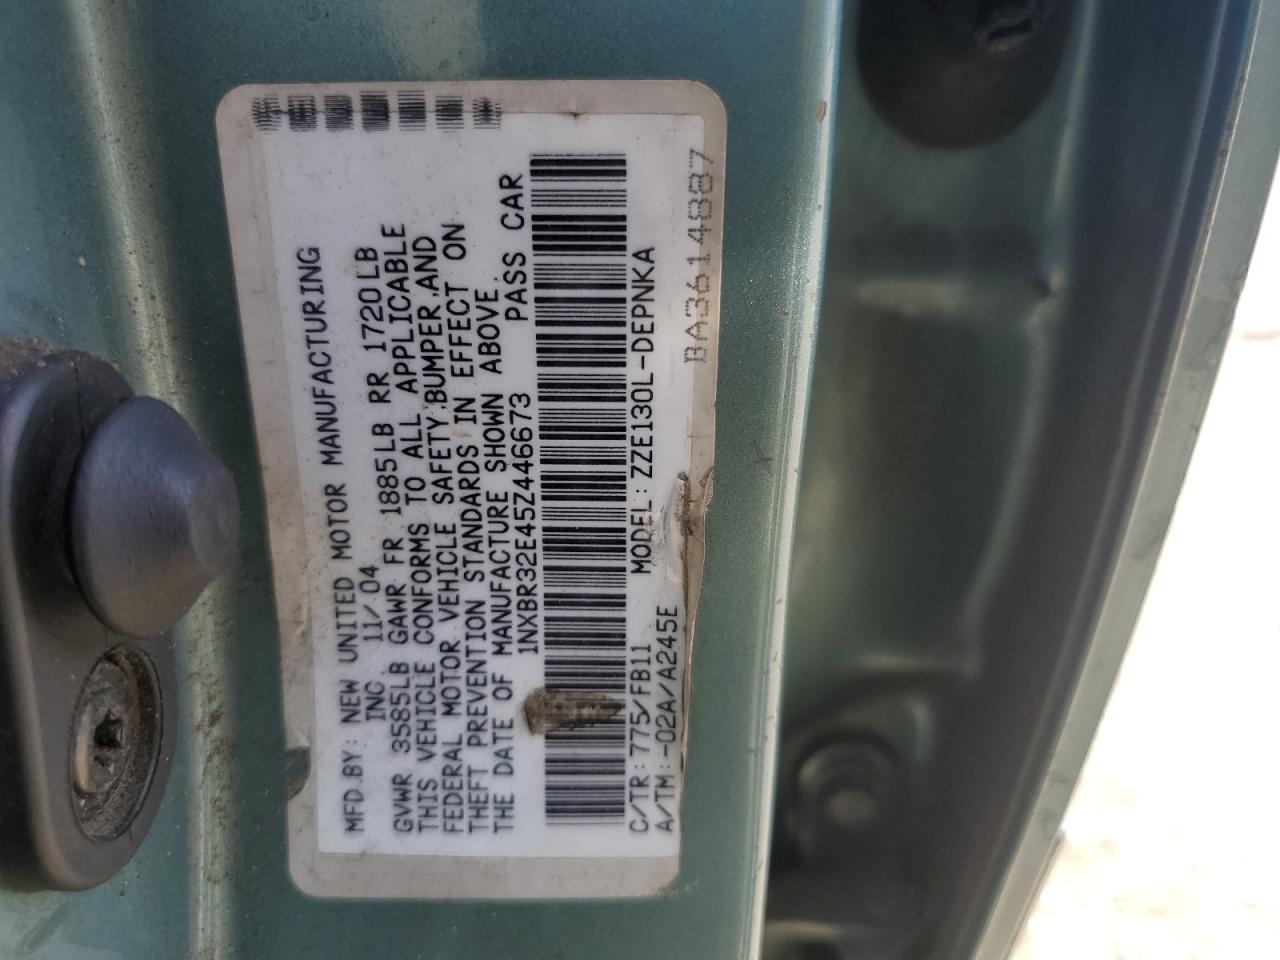 MFD.BY: NEW UNITED MOTOR MANUFACTURING
INC 11/04
GVWR 3585LB GAWR FR 1885LB RR 1720LB
THIS VEHICLE CONFORMS TO ALL APPLICABLE
FEDERAL MOTOR VEHICLE SAFETY, BUMPER, AND
THEFT PREVENTION STANDARDS IN EFFECT ON
THE DATE OF MANUFACTURE SHOWN ABOVE.
1NXBR32E45Z446673 PASS CAR
C/TR: 775/FB11 MODEL: ZZE130L-DEPNKA
A/TM: -02A/A245E
BA3614887